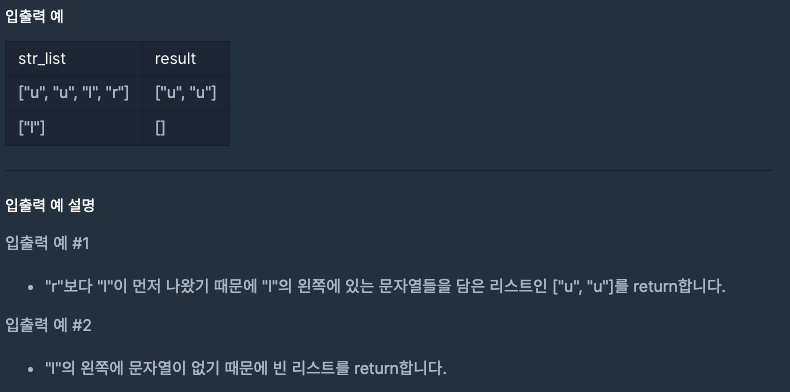 입출력 예
str_list result
["u", "u", "l", "r"] ["u", "u"]
["l"] []
입출력 예 설명
입출력 예 #1
• "r"보다 "l"이 먼저 나왔기 때문에 "l"의 왼쪽에 있는 문자열들을 담은 리스트인 ["u", "u"]를 return합니다.
입출력 예 #2
• "l"의 왼쪽에 문자열이 없기 때문에 빈 리스트를 return합니다.